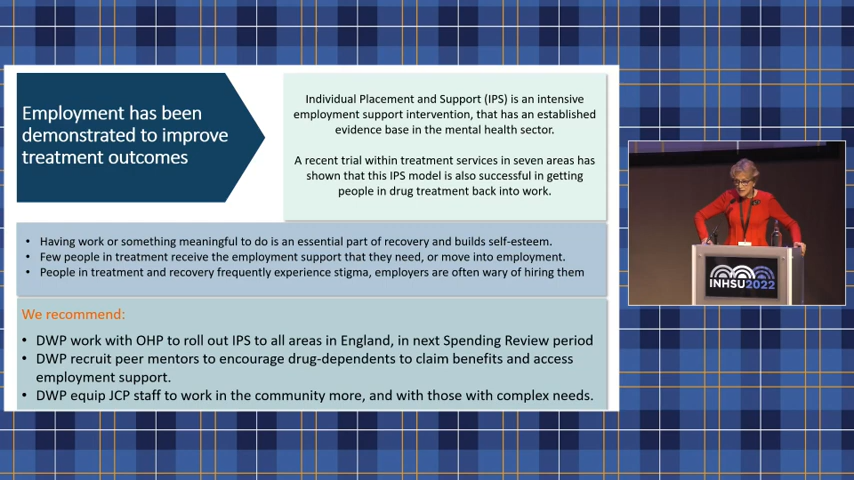 Employment has been
demonstrated to improve
treatment outcomes
Individual Placement and Support (IPS) is an intensive
employment support intervention, that has an established
evidence base in the mental health sector.
A recent trial within treatment services in seven areas has
shown that this IPS model is also successful in getting
people in drug treatment back into work.
• Having work or something meaningful to do is an essential part of recovery and builds self-esteem.
• Few people in treatment receive the employment support that they need, or move into employment.
• People in treatment and recovery frequently experience stigma, employers are often wary of hiring them
We recommend:
• DWP work with OHP to roll out IPS to all areas in England, in next Spending Review period
• DWP recruit peer mentors to encourage drug-dependents to claim benefits and access
employment support.
• DWP equip JCP staff to work in the community more, and with those with complex needs.
INHSU2022